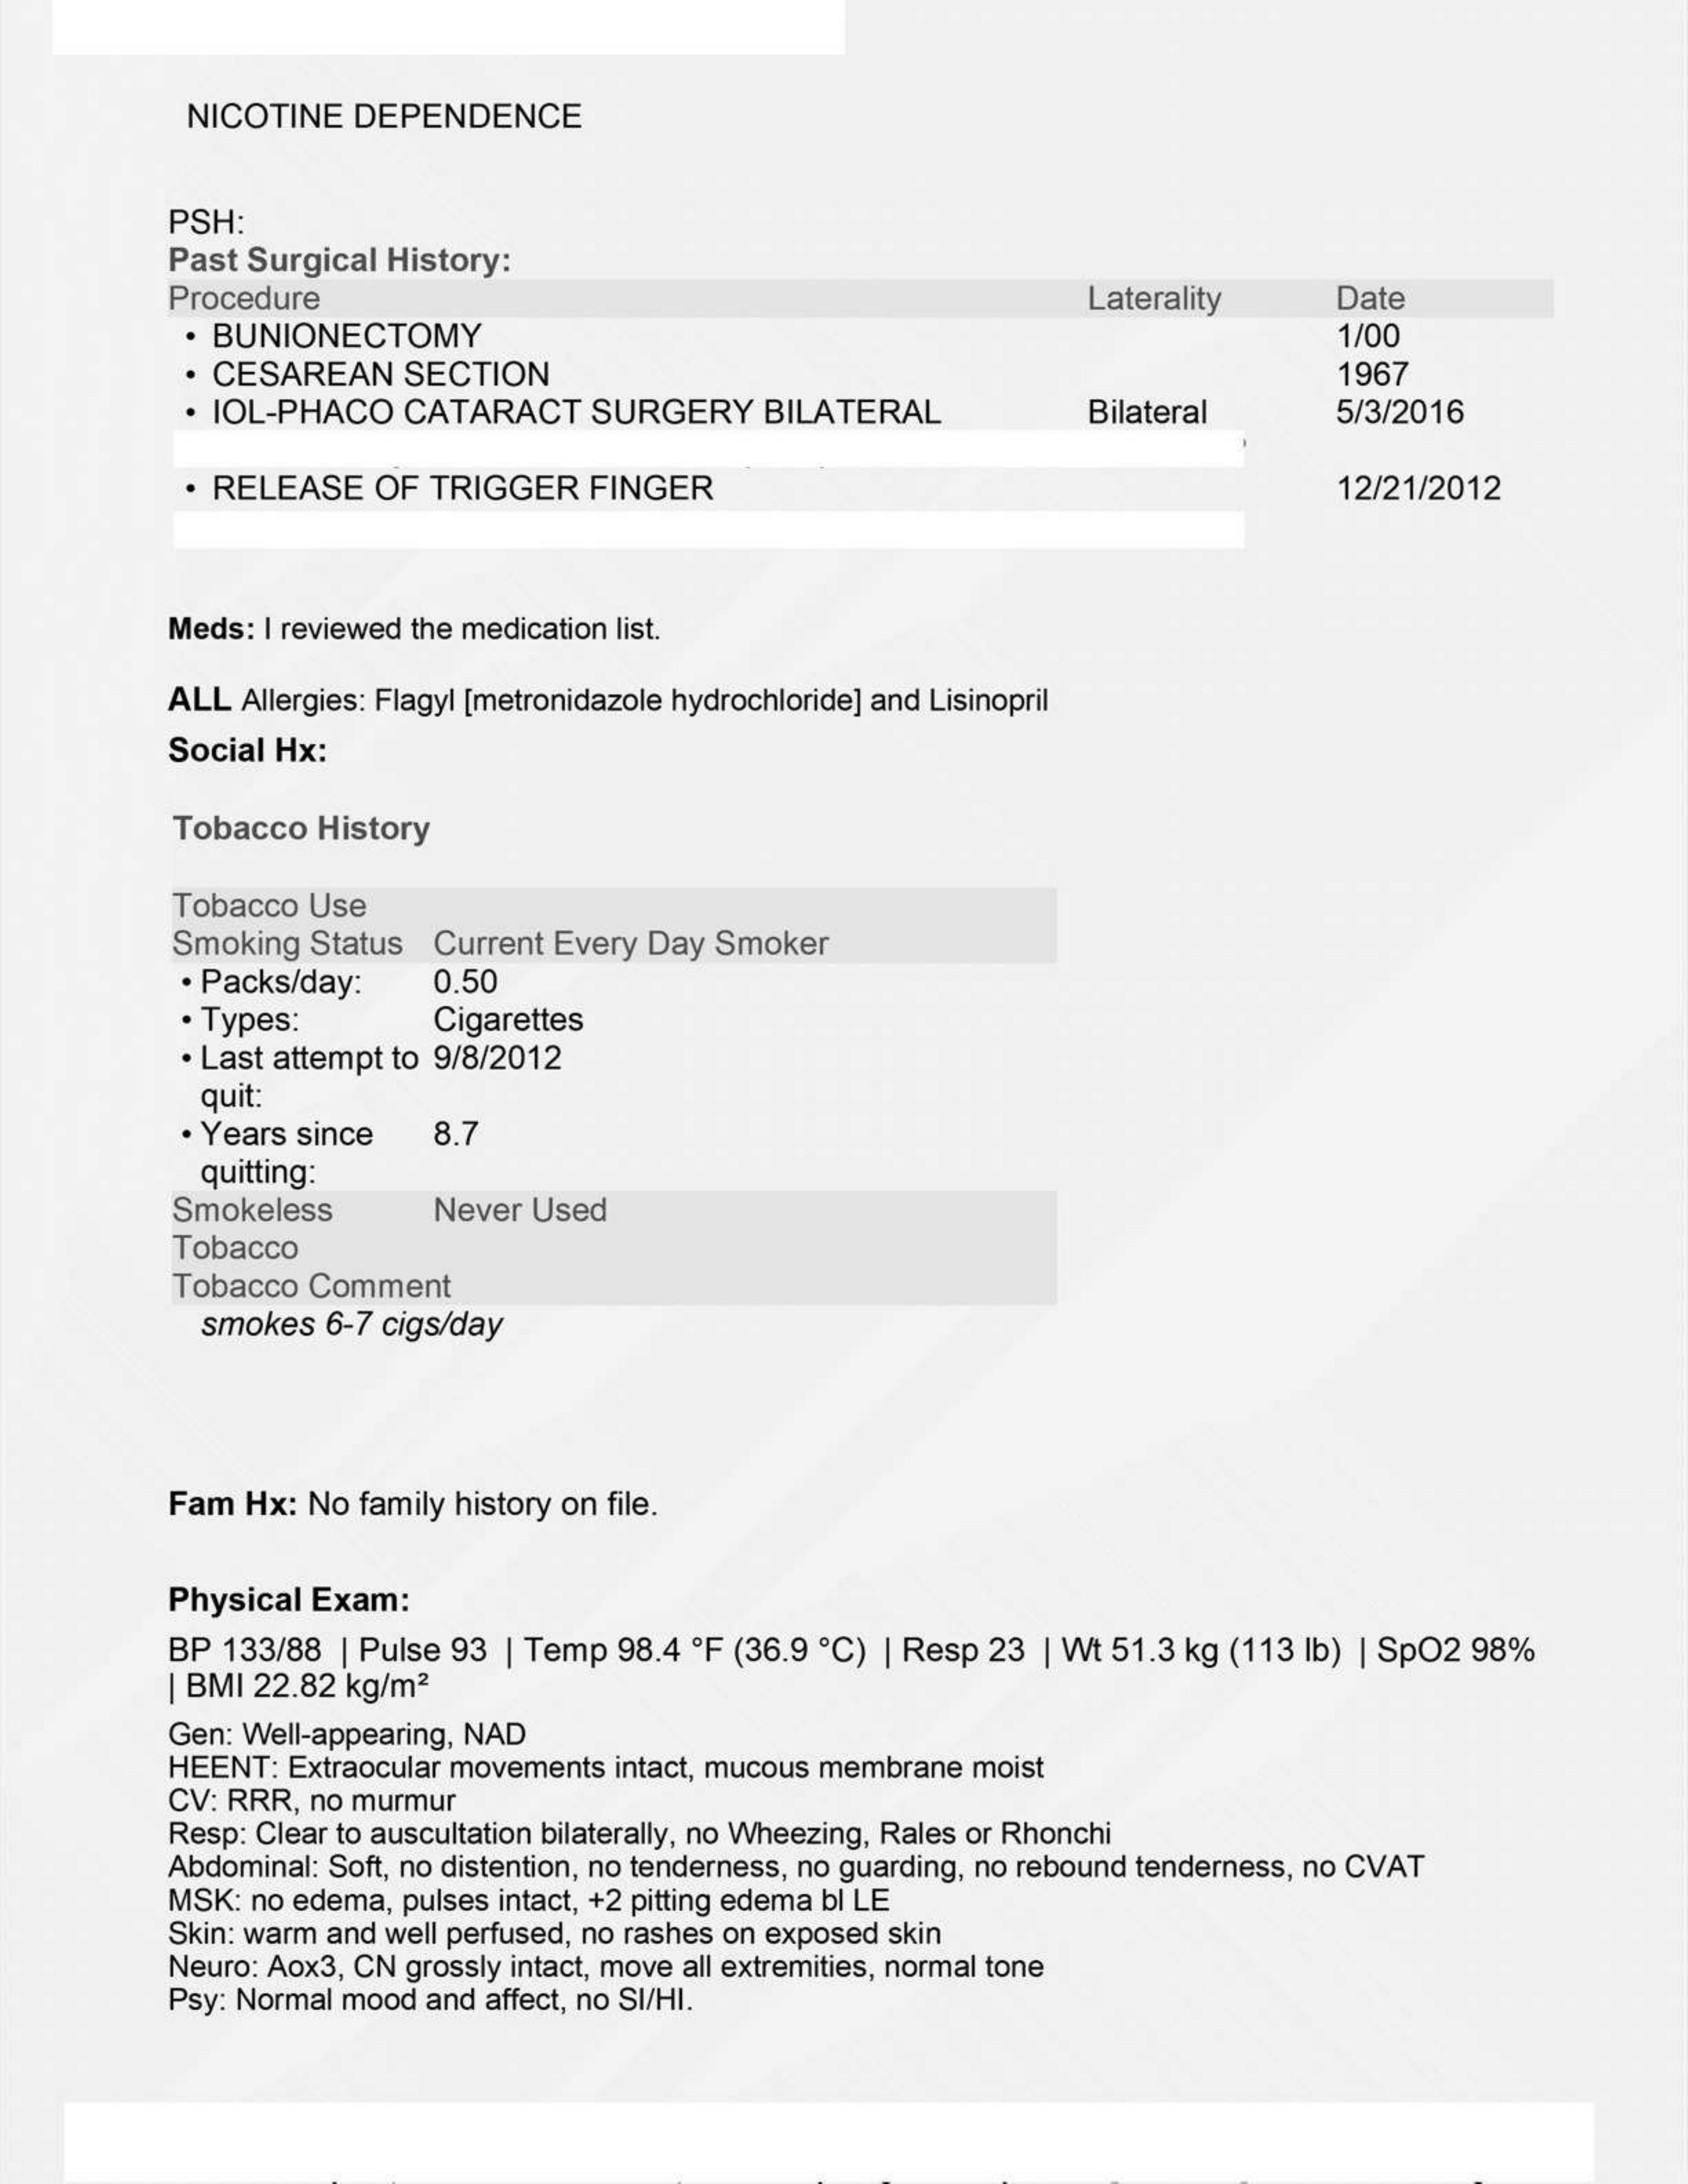 NICOTINE DEPENDENCE
PSH:
Past Surgical History:
Procedure Laterality Date
• BUNIONECTOMY 1/00
• CESAREAN SECTION 1967
• IOL-PHACO CATARACT SURGERY BILATERAL Bilateral 5/3/2016
• RELEASE OF TRIGGER FINGER 12/21/2012
Meds: I reviewed the medication list.
ALL Allergies: Flagyl [metronidazole hydrochloride] and Lisinopril
Social Hx:
Tobacco History
Tobacco Use
Smoking Status Current Every Day Smoker
• Packs/day: 0.50
• Types: Cigarettes
• Last attempt to 9/8/2012
quit:
• Years since 8.7
quitting:
Smokeless Never Used
Tobacco
Tobacco Comment
smokes 6-7 cigs/day
Fam Hx: No family history on file.
Physical Exam:
BP 133/88 | Pulse 93 | Temp 98.4 °F (36.9 °C) | Resp 23 | Wt 51.3 kg (113 lb) | SpO2 98%
| BMI 22.82 kg/m²
Gen: Well-appearing, NAD
HEENT: Extraocular movements intact, mucous membrane moist
CV: RRR, no murmur
Resp: Clear to auscultation bilaterally, no Wheezing, Rales or Rhonchi
Abdominal: Soft, no distention, no tenderness, no guarding, no rebound tenderness, no CVAT
MSK: no edema, pulses intact, +2 pitting edema bl LE
Skin: warm and well perfused, no rashes on exposed skin
Neuro: Aox3, CN grossly intact, move all extremities, normal tone
Psy: Normal mood and affect, no SI/HI.